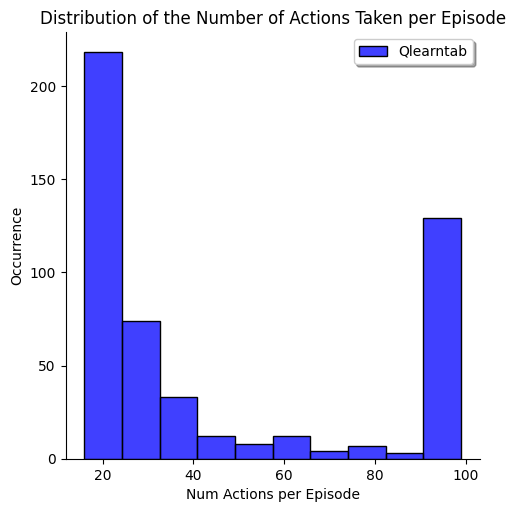 Distribution of the Number of Actions Taken per Episode
Qlearntab
200
150
100
50
0
Occurrence
20 40 60 80 100
Num Actions per Episode